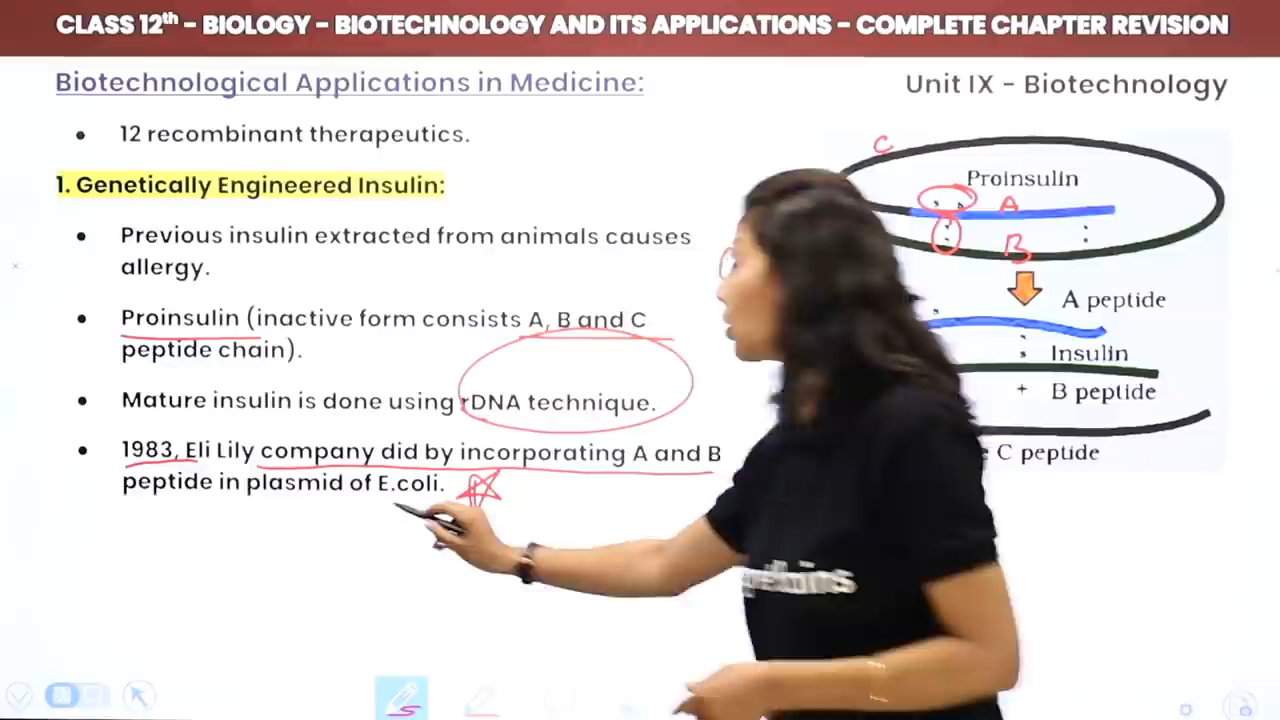 CLASS 12th – BIOLOGY – BIOTECHNOLOGY AND ITS APPLICATIONS – COMPLETE CHAPTER REVISION
Biotechnological Applications in Medicine:
Unit IX – Biotechnology
• 12 recombinant therapeutics.
1. Genetically Engineered Insulin:
• Previous insulin extracted from animals causes
allergy.
• Proinsulin (inactive form consists A, B and C
peptide chain).
• Mature insulin is done using rDNA technique.
• 1983, Eli Lily company did by incorporating A and B
peptide in plasmid of E.coli.
C
Proinsulin
A
B
A peptide
Insulin
+ B peptide
C peptide